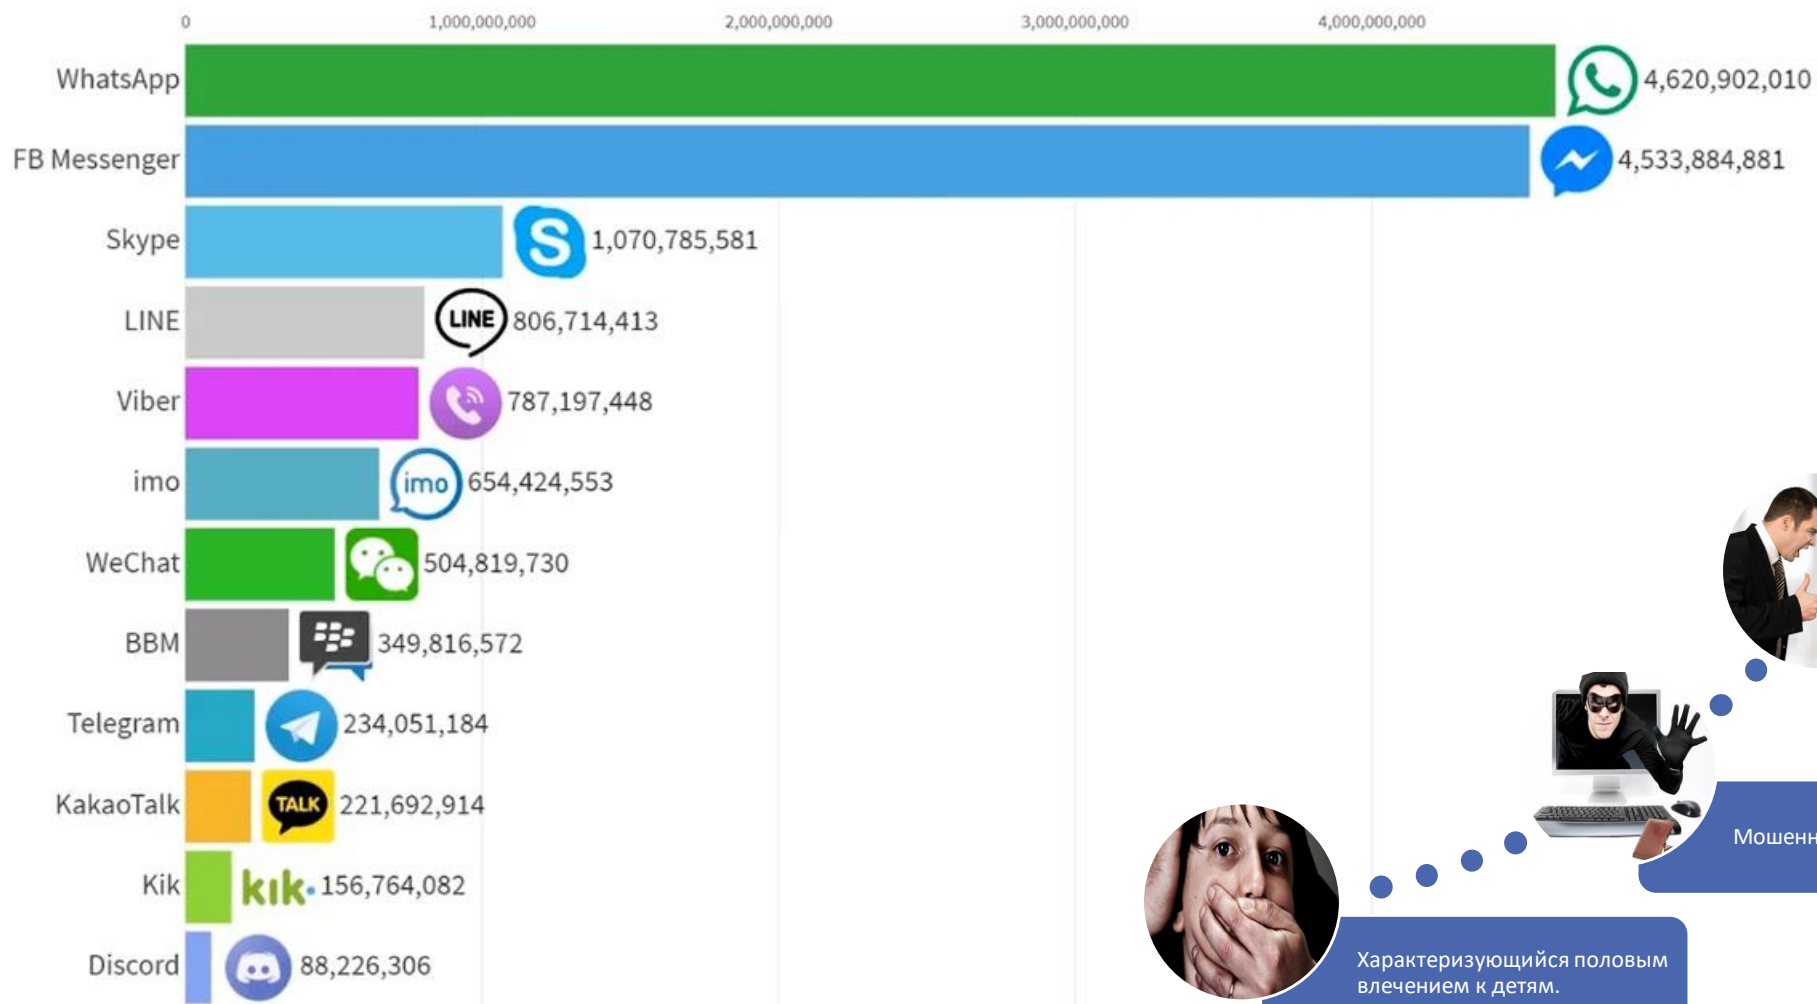 0 1,000,000,000 2,000,000,000 3,000,000,000 4,000,000,000
WhatsApp 4,620,902,010
FB Messenger 4,533,884,881
Skype S 1,070,785,581
LINE LINE 806,714,413
Viber 787,197,448
imo imo 654,424,553
WeChat 504,819,730
BBM 349,816,572
Telegram 234,051,184
KakaoTalk TALK 221,692,914
Kik kik. 156,764,082
Discord 88,226,306
Мошенн
Характеризующийся половым
влечением к детям.